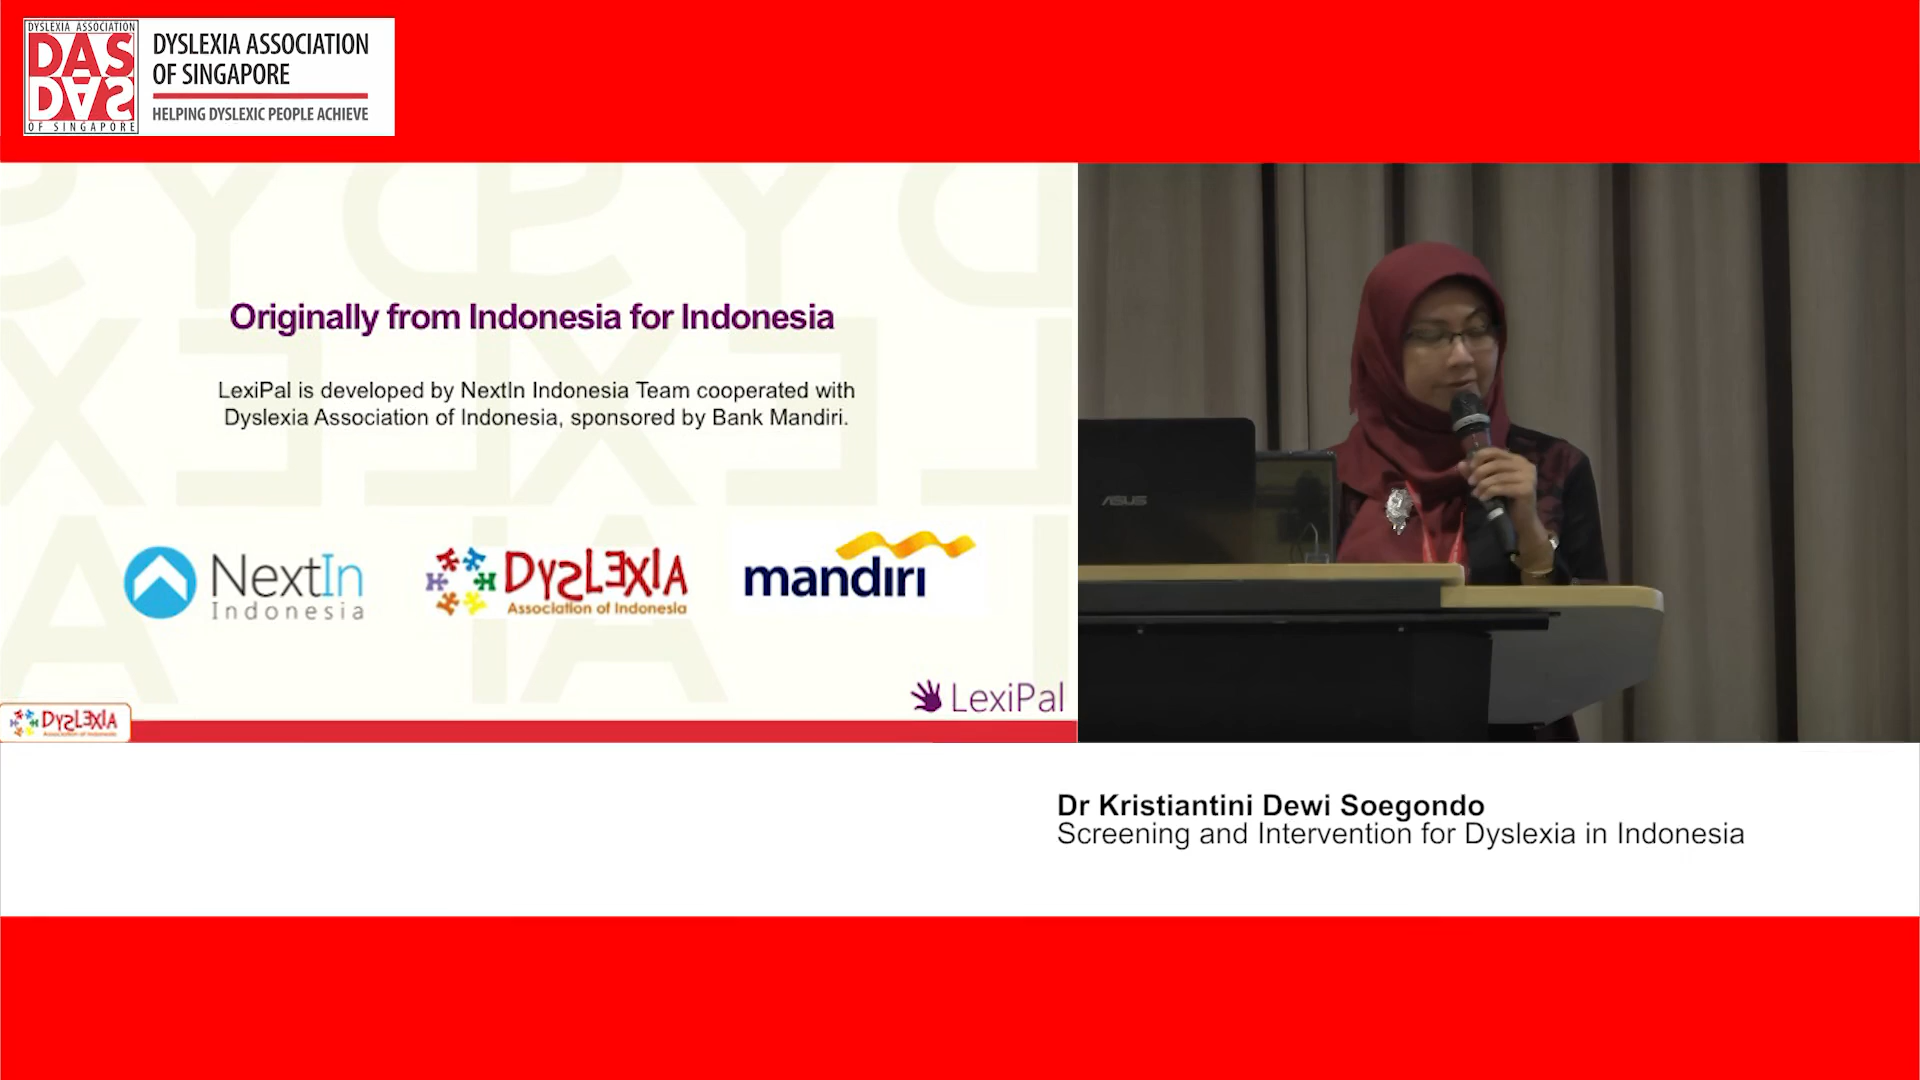 DYSLEXIA ASSOCIATION
DAS
DAS
OF SINGAPORE
DYSLEXIA ASSOCIATION
OF SINGAPORE
HELPING DYSLEXIC PEOPLE ACHIEVE
Originally from Indonesia for Indonesia
LexiPal is developed by NextIn Indonesia Team cooperated with
Dyslexia Association of Indonesia, sponsored by Bank Mandiri.
NextIn
Indonesia
DYSLEXIA
Association of Indonesia
mandiri
LexiPal
DYSLEXIA
Association of Indonesia
ASUS
Dr Kristiantini Dewi Soegondo
Screening and Intervention for Dyslexia in Indonesia